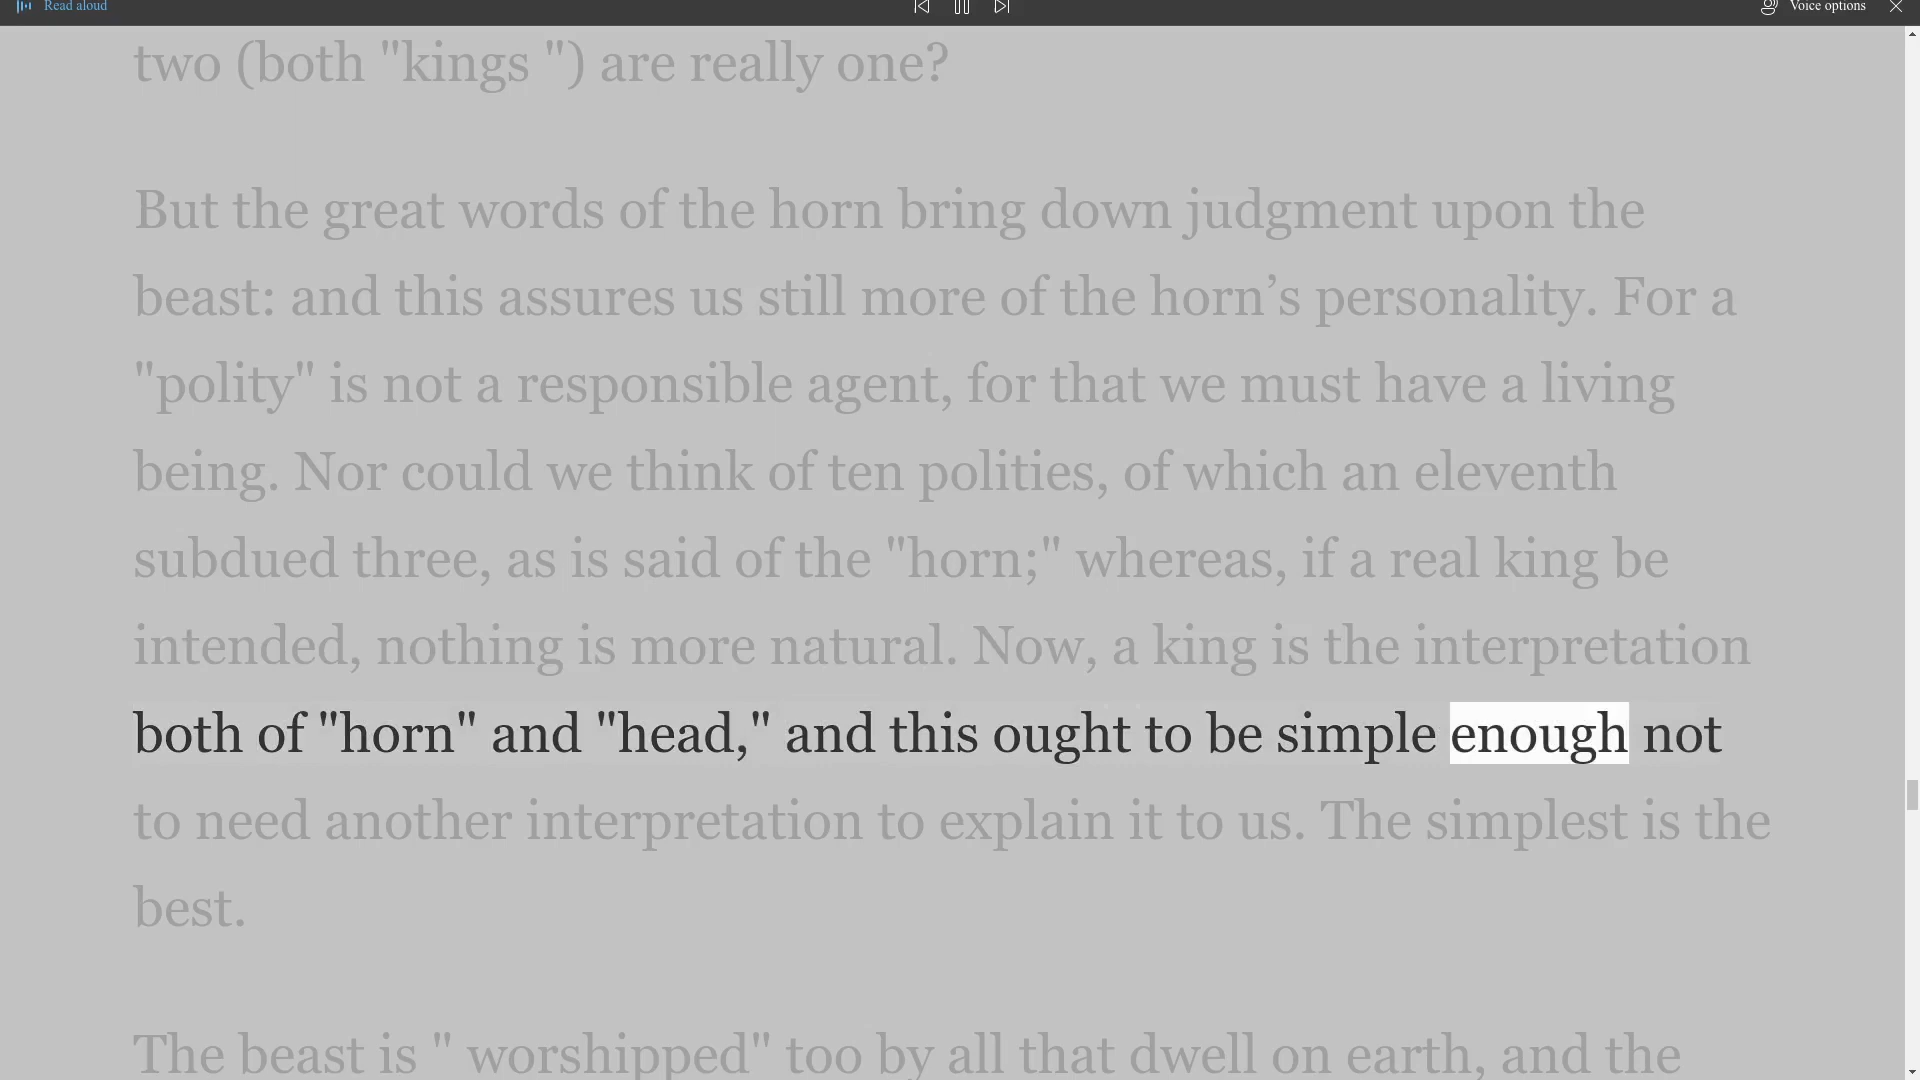 Read aloud
Voice options
two (both "kings ") are really one?
But the great words of the horn bring down judgment upon the
beast: and this assures us still more of the horn’s personality. For a
"polity" is not a responsible agent, for that we must have a living
being. Nor could we think of ten polities, of which an eleventh
subdued three, as is said of the "horn;" whereas, if a real king be
intended, nothing is more natural. Now, a king is the interpretation
both of "horn" and "head," and this ought to be simple enough not
to need another interpretation to explain it to us. The simplest is the
best.
The beast is " worshipped" too by all that dwell on earth, and the